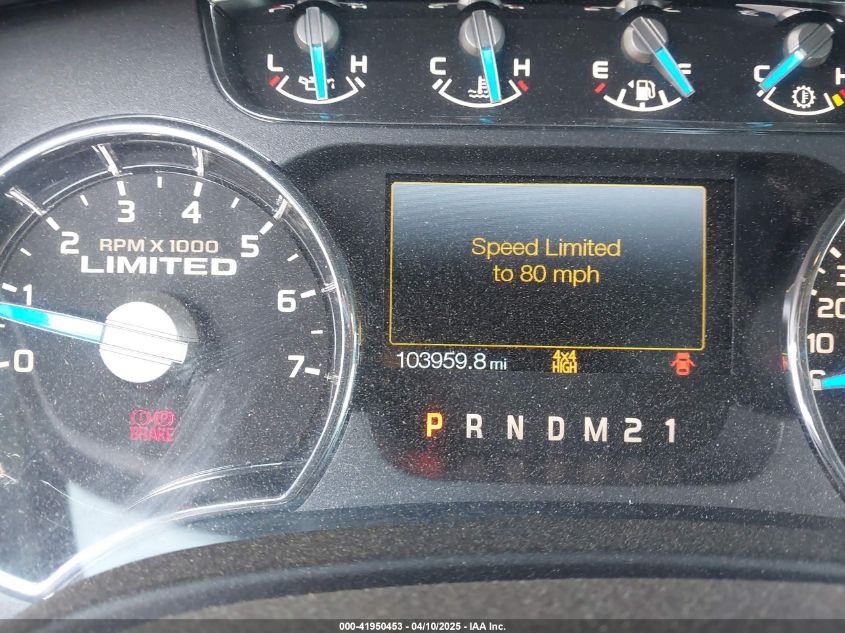 L H C H E F C H
3 4
2 RPM X 1000 5
LIMITED
1 6
0 7
Speed Limited
to 80 mph
103959.8 mi 4x4
HIGH
P R N D M 2 1
BRAKE
20
10
000-41950453 - 04/10/2025 - IAA Inc.